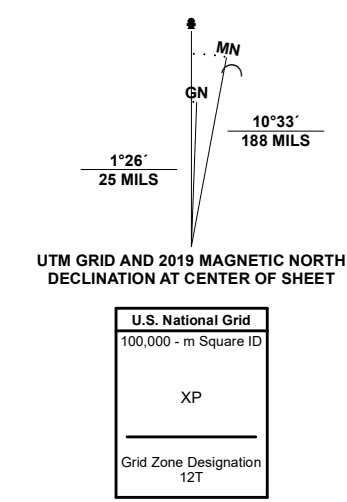 MN
GN
10°33´
188 MILS
1°26´
25 MILS
UTM GRID AND 2019 MAGNETIC NORTH
DECLINATION AT CENTER OF SHEET
U.S. National Grid
100,000 - m Square ID
XP
Grid Zone Designation
12T